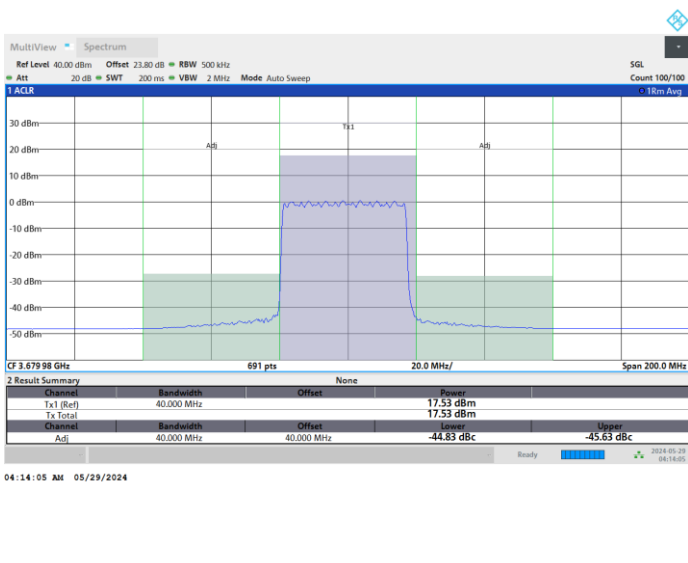 MultiView Spectrum
Ref Level 40.00 dBm Offset 23.80 dB RBW 500 kHz SGL
Att 20 dB SWT 200 ms VBW 2 MHz Mode Auto Sweep Count 100/100
1 ACLR 1Rm Avg
30 dBm
Tx1
20 dBm
Adj Adj
10 dBm
0 dBm
-10 dBm
-20 dBm
-30 dBm
-40 dBm
-50 dBm
CF 3.679 98 GHz 691 pts 20.0 MHz/ Span 200.0 MHz
2 Result Summary None
Channel Bandwidth Offset Power
Tx1 (Ref) 40.000 MHz 17.53 dBm
Tx Total 17.53 dBm
Channel Bandwidth Offset Lower Upper
Adj 40.000 MHz 40.000 MHz -44.83 dBc -45.63 dBc
Ready 2024-05-29
04:14:05
04:14:05 AM 05/29/2024